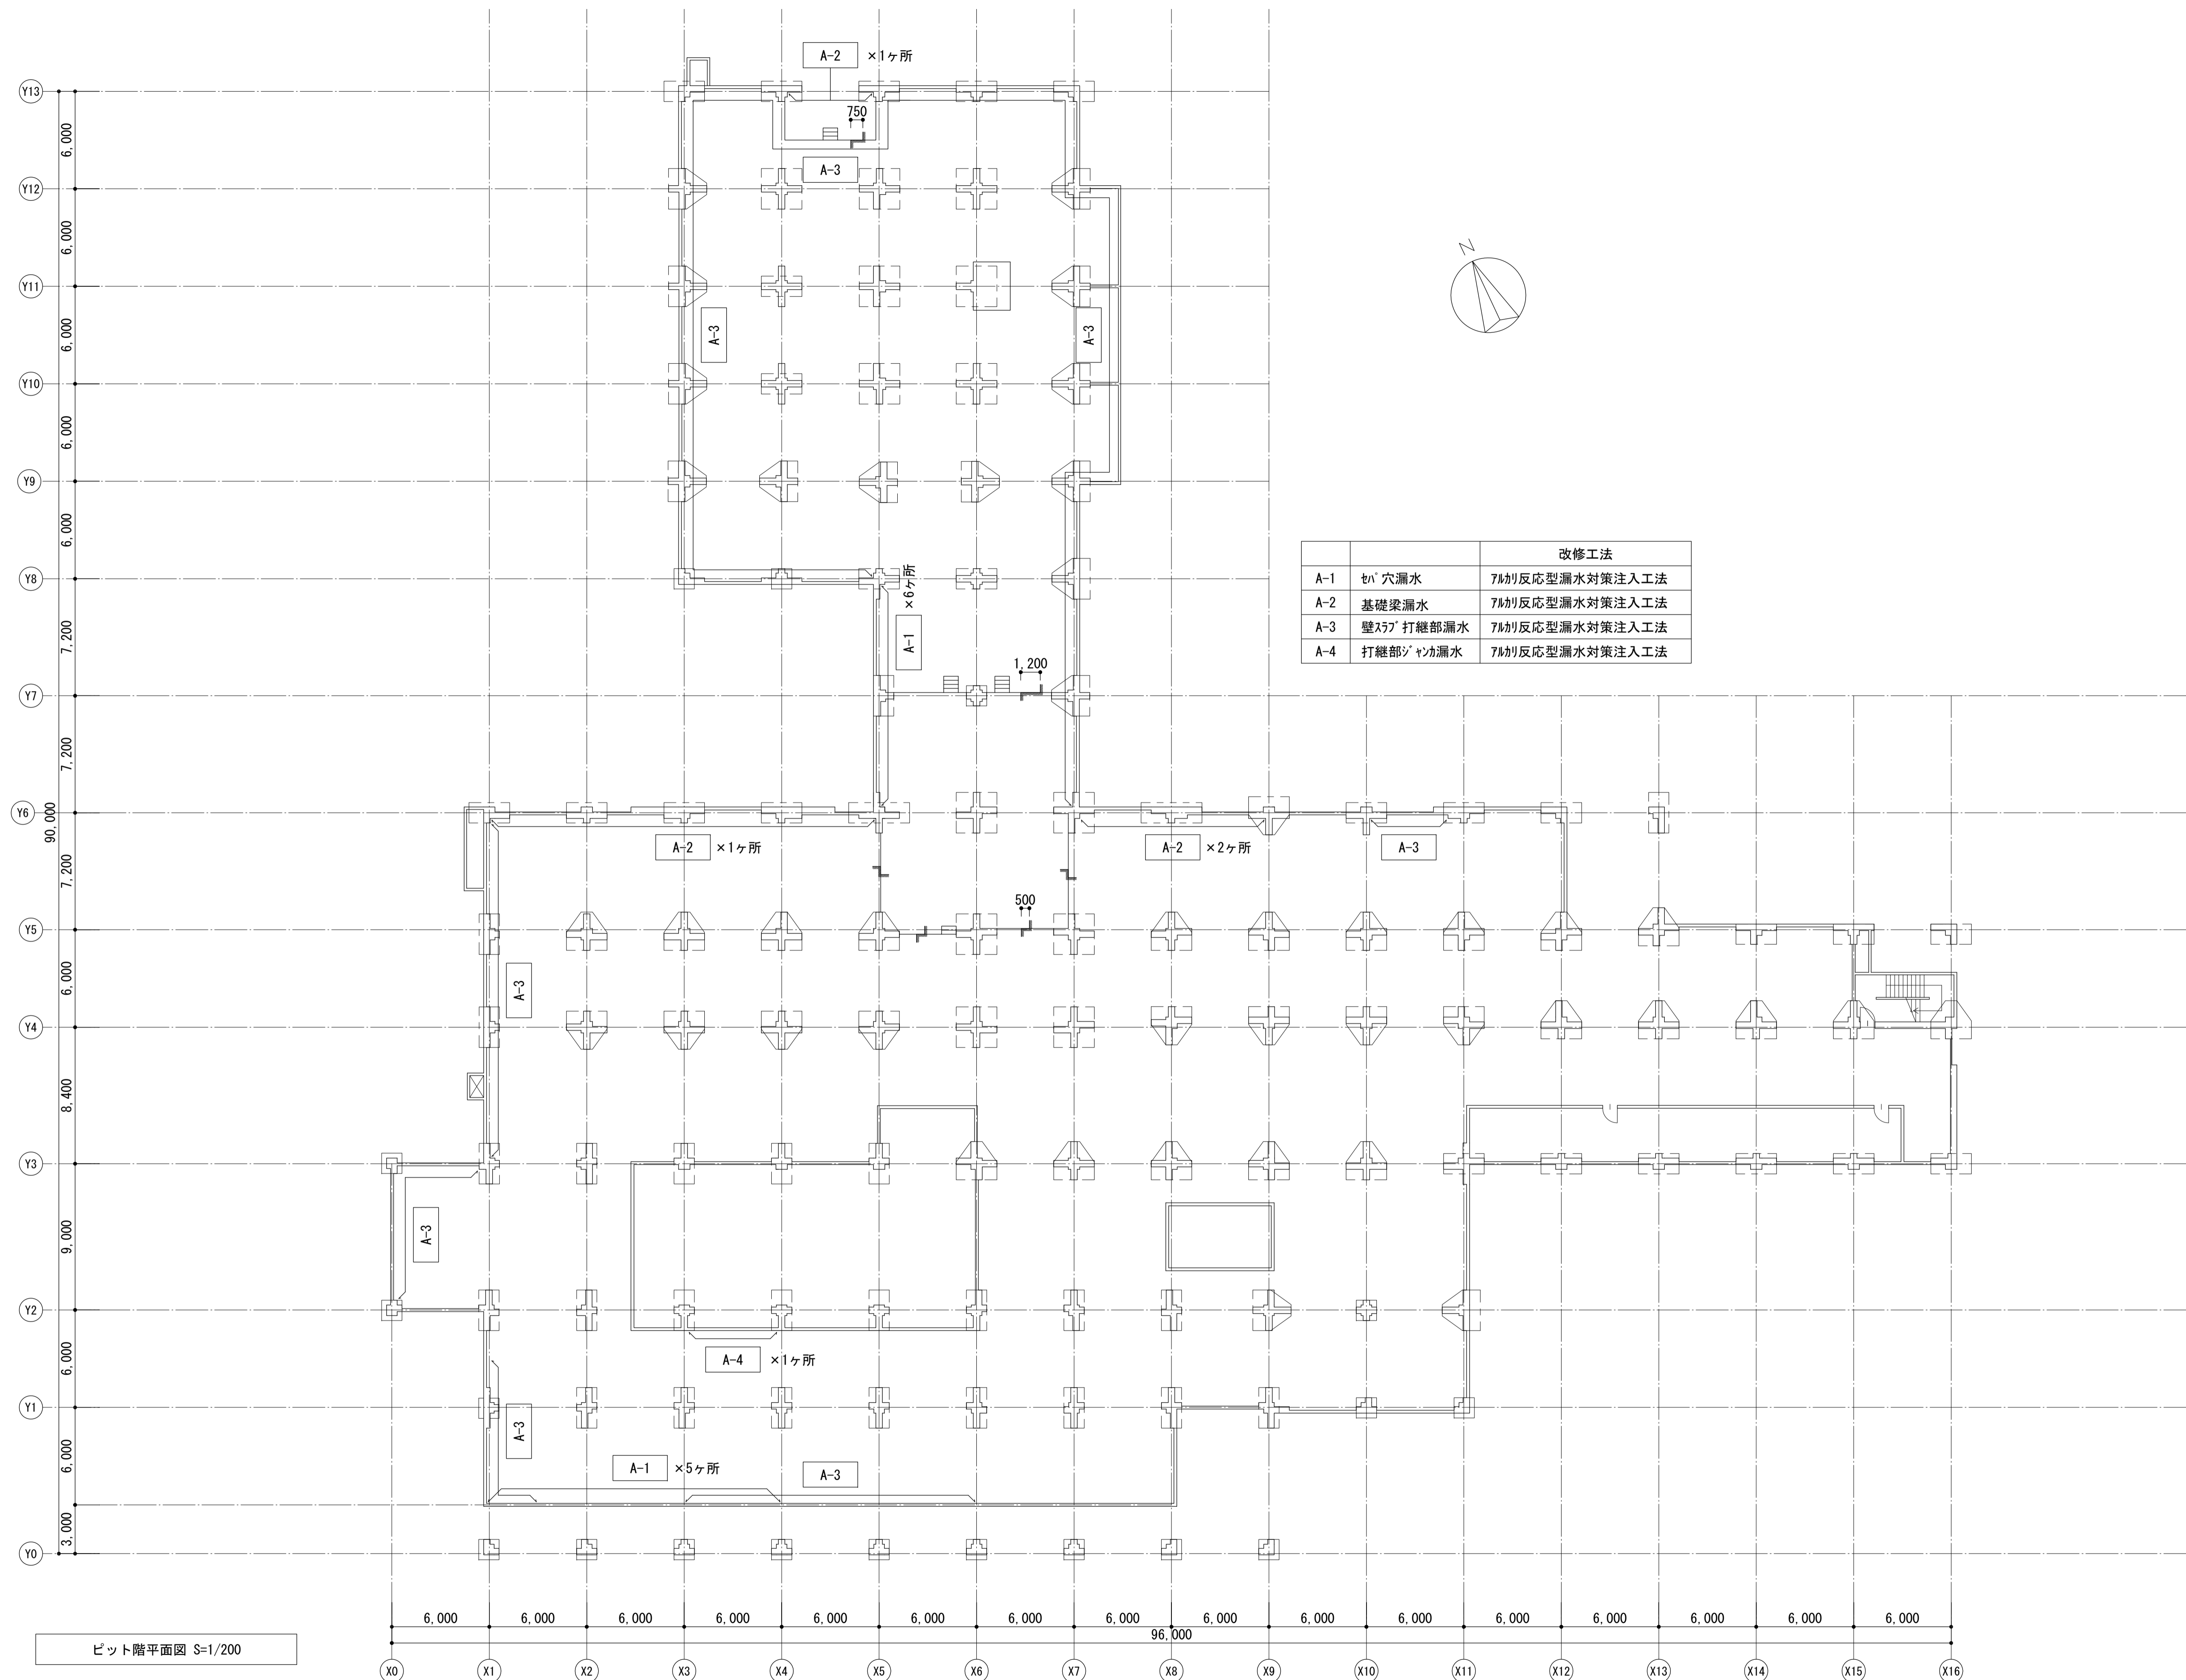 A-2 ×1ヶ所
Y13
750
6,000
A-3
Y12
6,000
N
Y11
A-3
A-3
6,000
Y10
6,000
Y9
6,000
改修工法
A-1 ｾﾊﾟ穴漏水 ｱﾙｶﾘ反応型漏水対策注入工法
A-2 基礎梁漏水 ｱﾙｶﾘ反応型漏水対策注入工法
A-3 壁ｽﾗﾌﾞ打継部漏水 ｱﾙｶﾘ反応型漏水対策注入工法
A-4 打継部ｼﾞｬﾝｶ漏水 ｱﾙｶﾘ反応型漏水対策注入工法
Y8
A-1 ×6ヶ所
7,200
1,200
Y7
7,200
Y6
90,000
A-2 ×1ヶ所
A-2 ×2ヶ所
A-3
7,200
500
Y5
A-3
6,000
Y4
8,400
Y3
A-3
9,000
Y2
A-4 ×1ヶ所
6,000
Y1
A-3
A-1 ×5ヶ所
A-3
6,000
3,000
Y0
6,000 6,000 6,000 6,000 6,000 6,000 6,000 6,000 6,000 6,000 6,000 6,000 6,000 6,000 6,000 6,000
96,000
ピット階平面図 S=1/200
X0 X1 X2 X3 X4 X5 X6 X7 X8 X9 X10 X11 X12 X13 X14 X15 X16